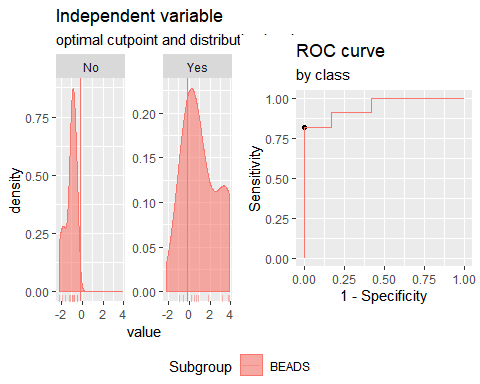 Independent variable
optimal cutpoint and distribut
No
Yes
density
0.75
0.50
0.25
0.00
0.20
0.15
0.10
0.05
0.00
-2 0 2 4
-2 0 2 4
value
ROC curve
by class
Sensitivity
1.00
0.75
0.50
0.25
0.00
0.00 0.25 0.50 0.75 1.00
1 - Specificity
Subgroup BEADS